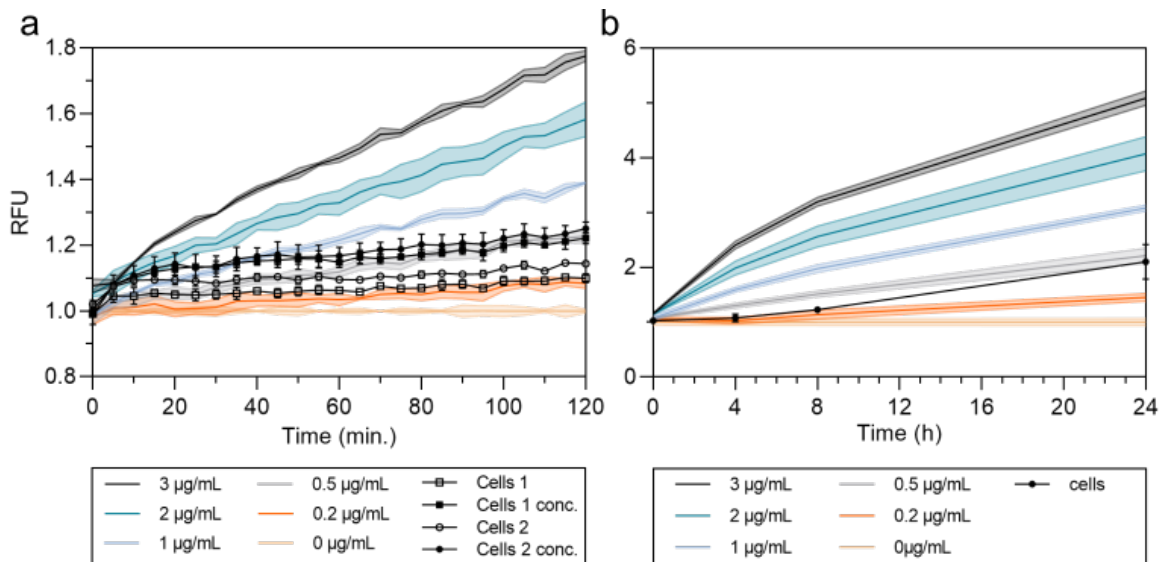 a
b
RFU
1.8
1.6
1.4
1.2
1.0
0.8
0 20 40 60 80 100 120
Time (min.)
6
4
2
0
0 4 8 12 16 20 24
Time (h)
3 µg/mL 0.5 µg/mL Cells 1
Cells 1 conc.
2 µg/mL 0.2 µg/mL Cells 2
1 µg/mL 0 µg/mL Cells 2 conc.
3 µg/mL 0.5 µg/mL cells
2 µg/mL 0.2 µg/mL
1 µg/mL 0µg/mL